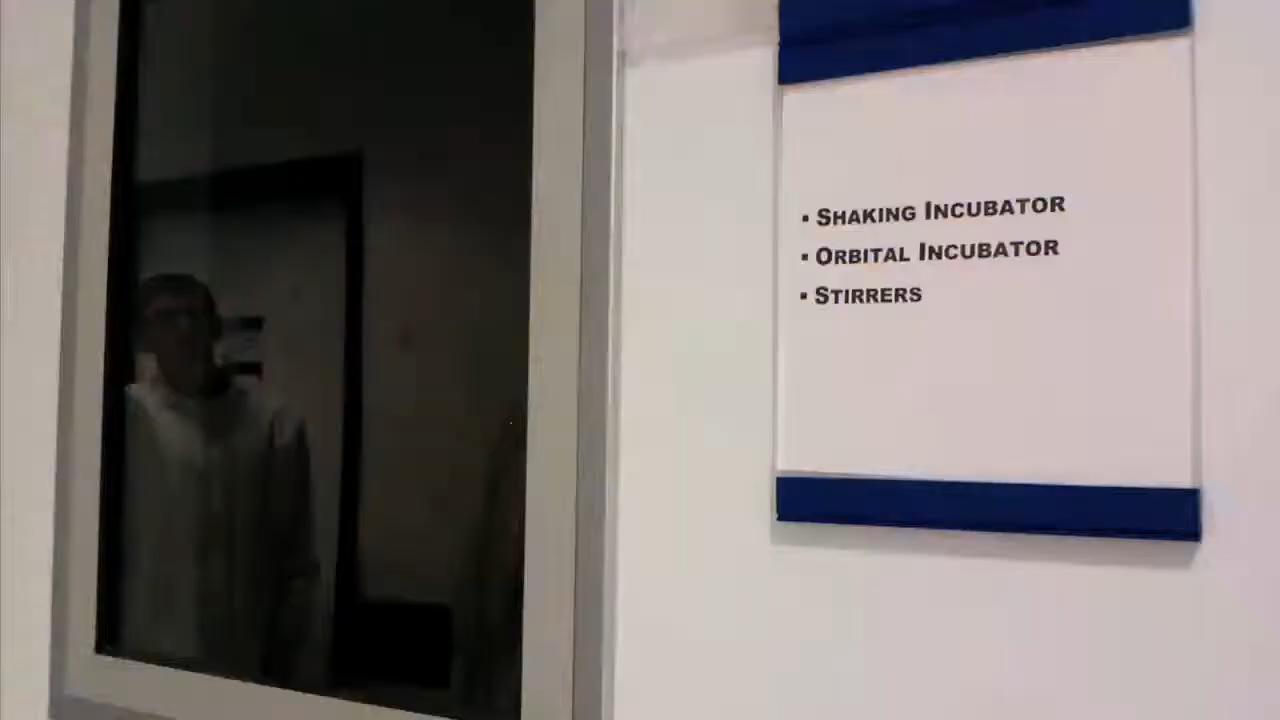 ▪ SHAKING INCUBATOR
▪ ORBITAL INCUBATOR
▪ STIRRERS